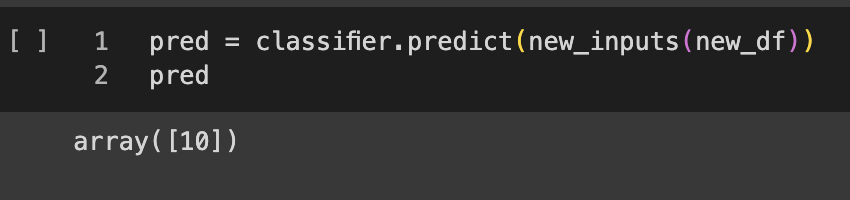 [ ] 1 pred = classifier.predict(new_inputs(new_df))
2 pred
array([10])